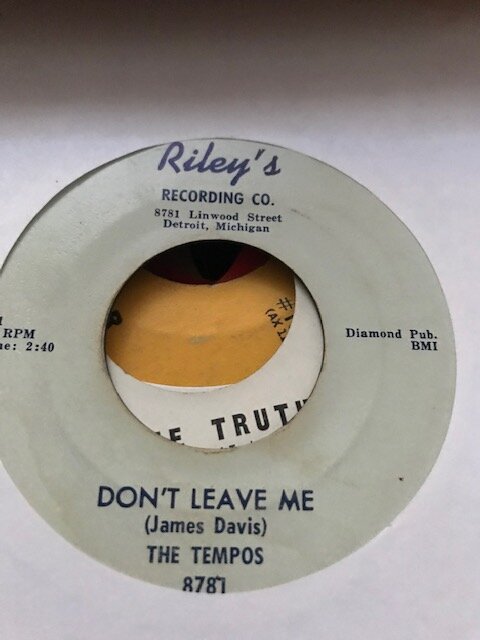 Riley's
RECORDING CO.
8781 Linwood Street
Detroit, Michigan
RPM
2:40
Diamond Pub.
BMI
TRUTH
DON'T LEAVE ME
(James Davis)
THE TEMPOS
8781